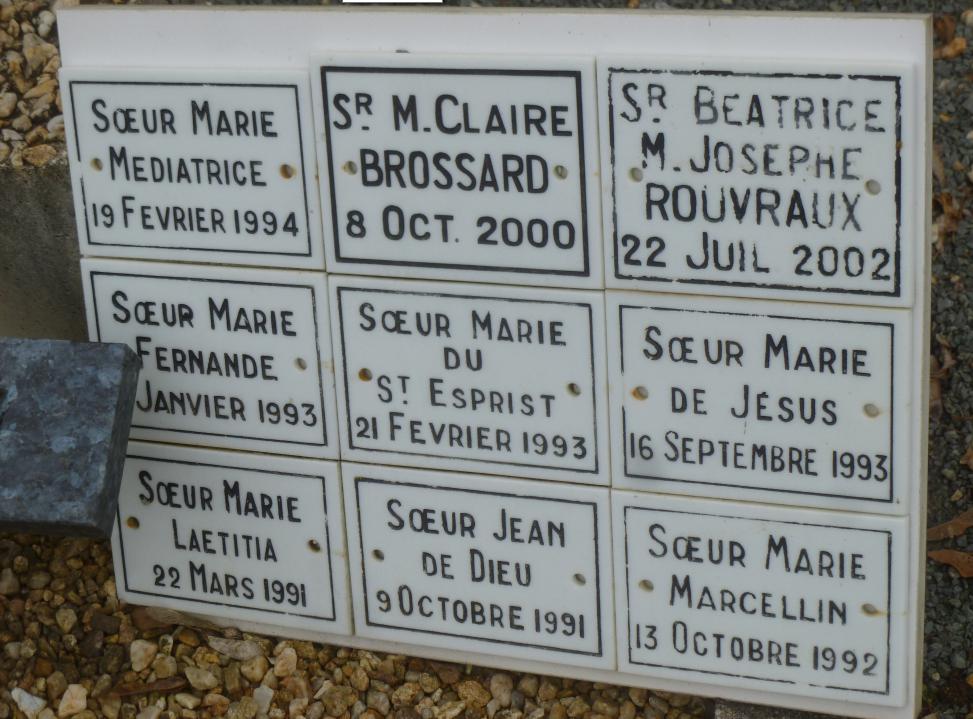 SŒUR MARIE
MEDIATRICE
19 FEVRIER 1994
SR M. CLAIRE
BROSSARD
8 OCT. 2000
SR BEATRICE
M. JOSEPHE
ROUVRAUX
22 JUIL 2002
SŒUR MARIE
FERNANDE
JANVIER 1993
SŒUR MARIE
DU
ST ESPRIST
21 FEVRIER 1993
SŒUR MARIE
DE JÉSUS
16 SEPTEMBRE 1993
SŒUR MARIE
LAETITIA
22 MARS 1991
SŒUR JEAN
DE DIEU
9 OCTOBRE 1991
SŒUR MARIE
MARCELLIN
13 OCTOBRE 1992